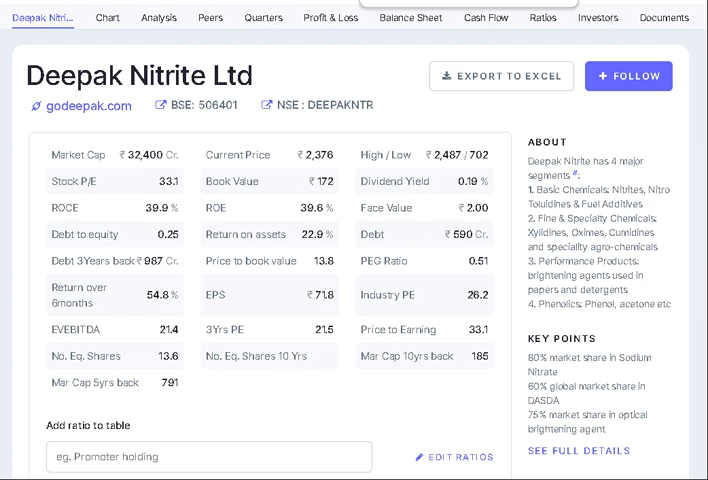 Deepak Nitri... Chart Analysis Peers Quarters Profit & Loss Balance Sheet Cash Flow Ratios Investors Documents
Deepak Nitrite Ltd
EXPORT TO EXCEL
+ FOLLOW
godeepak.com BSE: 506401 NSE : DEEPAKNTR
Market Cap ₹ 32,400 Cr. Current Price ₹ 2,376 High / Low ₹ 2,487 / 702
Stock P/E 33.1 Book Value ₹ 172 Dividend Yield 0.19 %
ROCE 39.9 % ROE 39.6 % Face Value ₹ 2.00
Debt to equity 0.25 Return on assets 22.9 % Debt ₹ 590 Cr.
Debt 3Years back ₹ 987 Cr. Price to book value 13.8 PEG Ratio 0.51
Return over
6months 54.8 % EPS ₹ 71.8 Industry PE 26.2
EVEBITDA 21.4 3Yrs PE 21.5 Price to Earning 33.1
No. Eq. Shares 13.6 No. Eq. Shares 10 Yrs Mar Cap 10yrs back 185
Mar Cap 5yrs back 791
Add ratio to table
eg. Promoter holding
EDIT RATIOS
ABOUT
Deepak Nitrite has 4 major
segments #:
1. Basic Chemicals: Nitrites, Nitro
Toluidines & Fuel Additives
2. Fine & Specialty Chemicals:
Xylidines, Oximes, Cumidines
and speciality agro-chemicals
3. Performance Products:
brightening agents used in
papers and detergents
4. Phenolics: Phenol, acetone etc
KEY POINTS
80% market share in Sodium
Nitrate
60% global market share in
DASDA
75% market share in optical
brightening agent
SEE FULL DETAILS